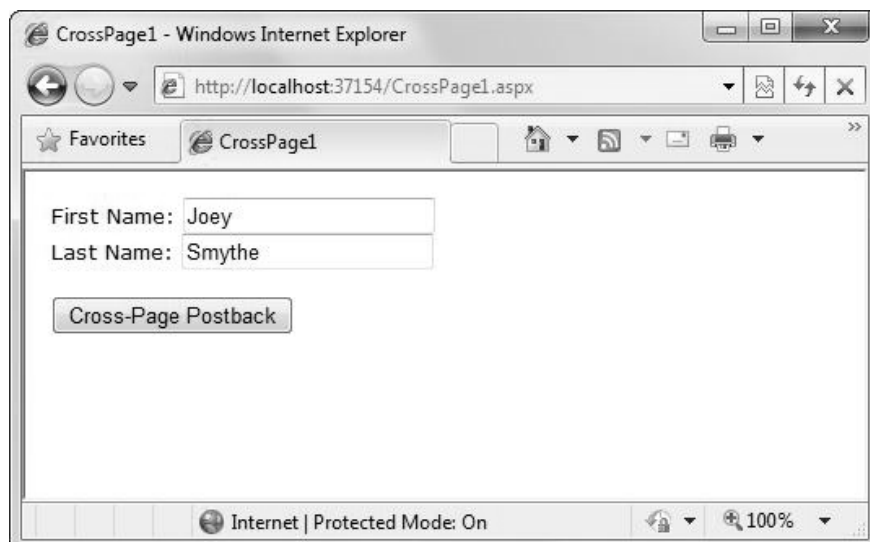 CrossPage1 - Windows Internet Explorer
http://localhost:37154/CrossPage1.aspx
Favorites CrossPage1 »
First Name: Joey
Last Name: Smythe
Cross-Page Postback
Internet | Protected Mode: On 100%